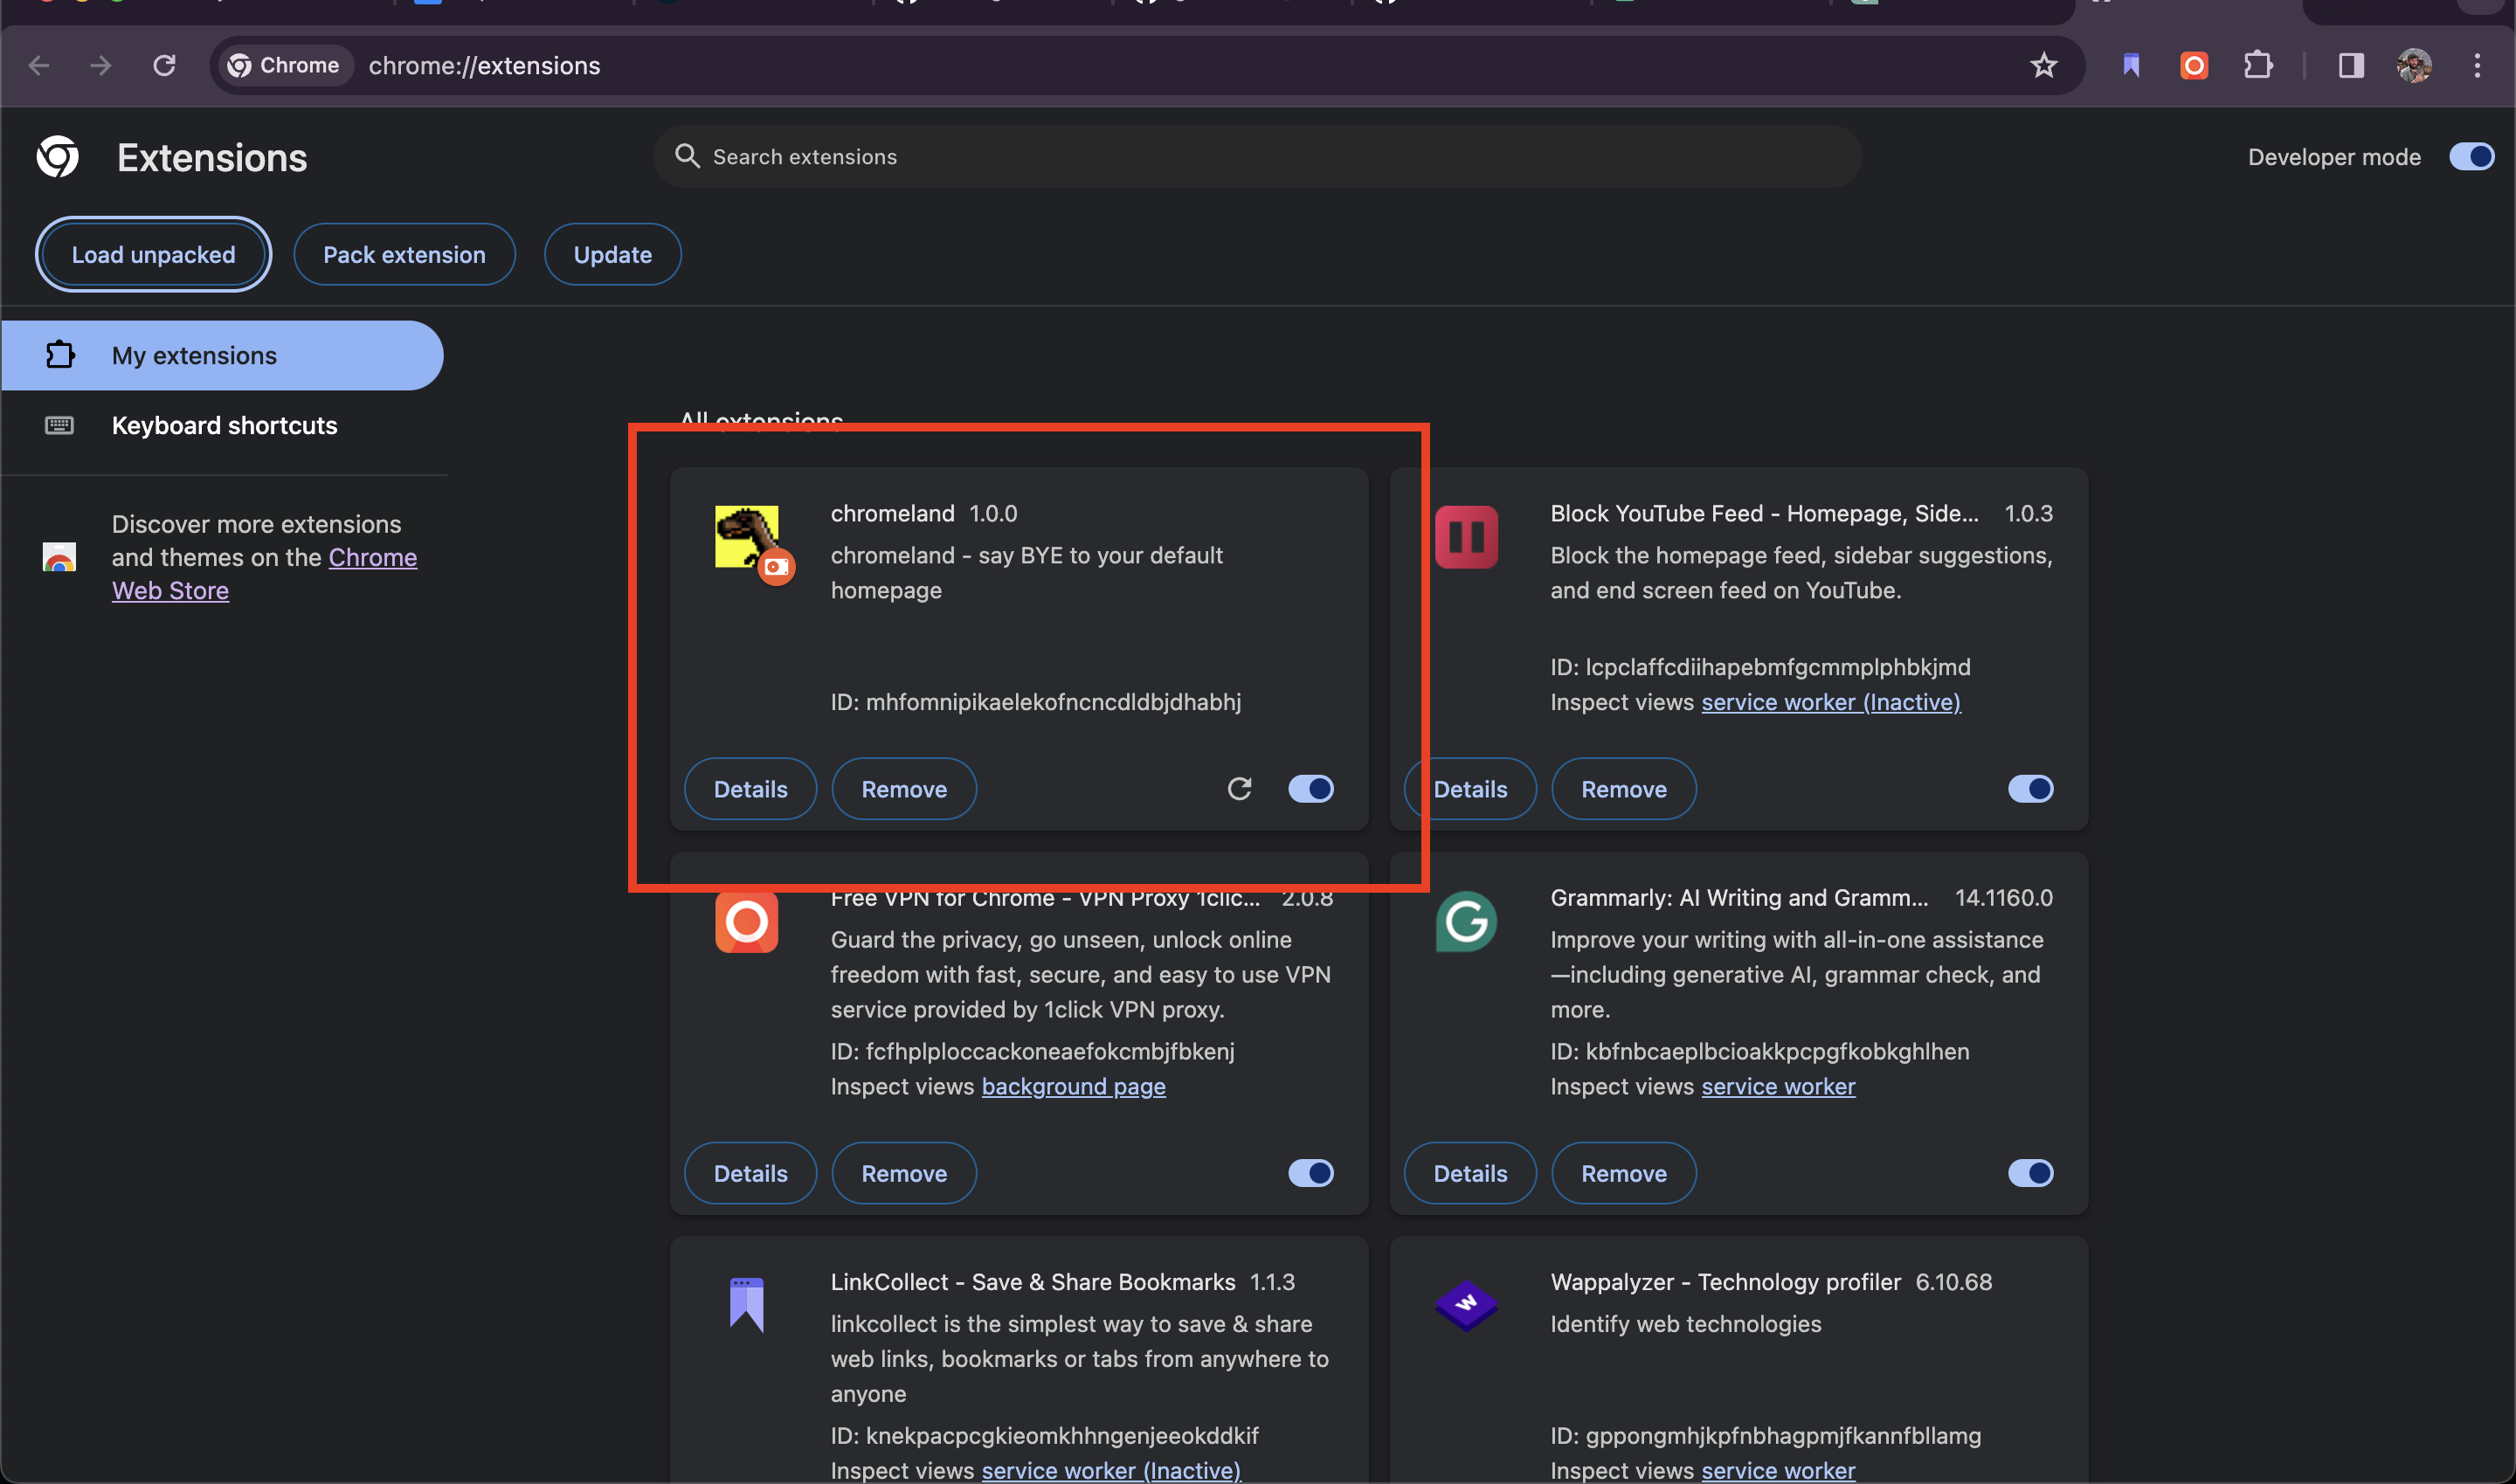 Chrome
chrome://extensions
Extensions
Search extensions
Developer mode
Load unpacked
Pack extension
Update
My extensions
Keyboard shortcuts
Discover more extensions
and themes on the Chrome
Web Store
All extensions
chromeland 1.0.0
chromeland - say BYE to your default
homepage
ID: mhfomnipikaelekofncncdldbjdhabhj
Details
Remove
Block YouTube Feed - Homepage, Side... 1.0.3
Block the homepage feed, sidebar suggestions,
and end screen feed on YouTube.
ID: lcpclaffcdiihapebmfgcmmplphbkjmd
Inspect views service worker (Inactive)
Details
Remove
Free VPN for Chrome - VPN Proxy 1clic... 2.0.8
Guard the privacy, go unseen, unlock online
freedom with fast, secure, and easy to use VPN
service provided by 1click VPN proxy.
ID: fcfhplploccackoneaefokcmbjfbkenj
Inspect views background page
Details
Remove
Grammarly: AI Writing and Gramm... 14.1160.0
Improve your writing with all-in-one assistance
—including generative AI, grammar check, and
more.
ID: kbfnbcaeplbcioakkpcpgfkobkghlhen
Inspect views service worker
Details
Remove
LinkCollect - Save & Share Bookmarks 1.1.3
linkcollect is the simplest way to save & share
web links, bookmarks or tabs from anywhere to
anyone
ID: knekpacpcgkieomkhhngenjeeokddkif
Inspect views service worker (Inactive)
Wappalyzer - Technology profiler 6.10.68
Identify web technologies
ID: gppongmhjkpfnbhagpmjfkannfbllamg
Inspect views service worker